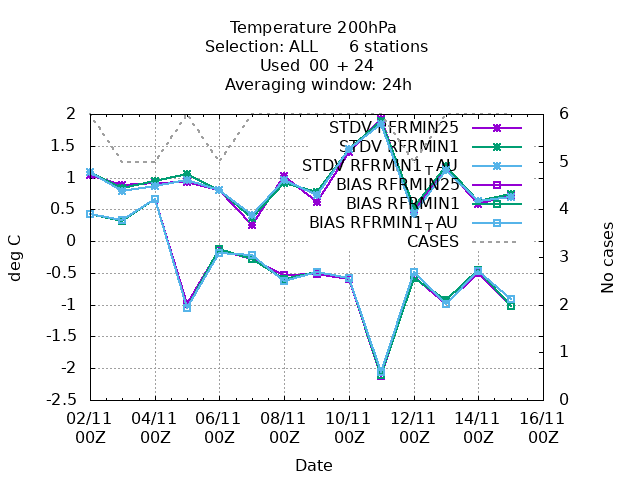 Temperature 200hPa
Selection: ALL 6 stations
Used 00 + 24
Averaging window: 24h
STDV RFRMIN25
STDV RFRMIN1
STDV RFRMIN1_TAU
BIAS RFRMIN25
BIAS RFRMIN1
BIAS RFRMIN1_TAU
CASES
deg C
2
1.5
1
0.5
0
-0.5
-1
-1.5
-2
-2.5
6
5
4
3
2
1
0
No cases
02/11 04/11 06/11 08/11 10/11 12/11 14/11 16/11
00Z 00Z 00Z 00Z 00Z 00Z 00Z 00Z
Date